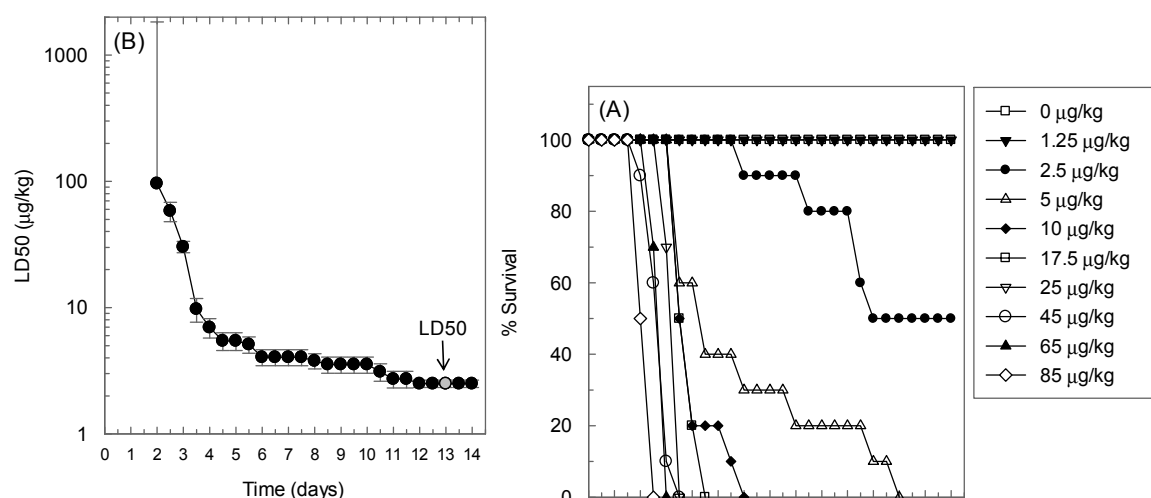 (B)
1000
100
10
1
LD50 (μg/kg)
LD50
0 1 2 3 4 5 6 7 8 9 10 11 12 13 14
Time (days)
(A)
100
80
60
40
20
0
% Survival
0 μg/kg
1.25 μg/kg
2.5 μg/kg
5 μg/kg
10 μg/kg
17.5 μg/kg
25 μg/kg
45 μg/kg
65 μg/kg
85 μg/kg